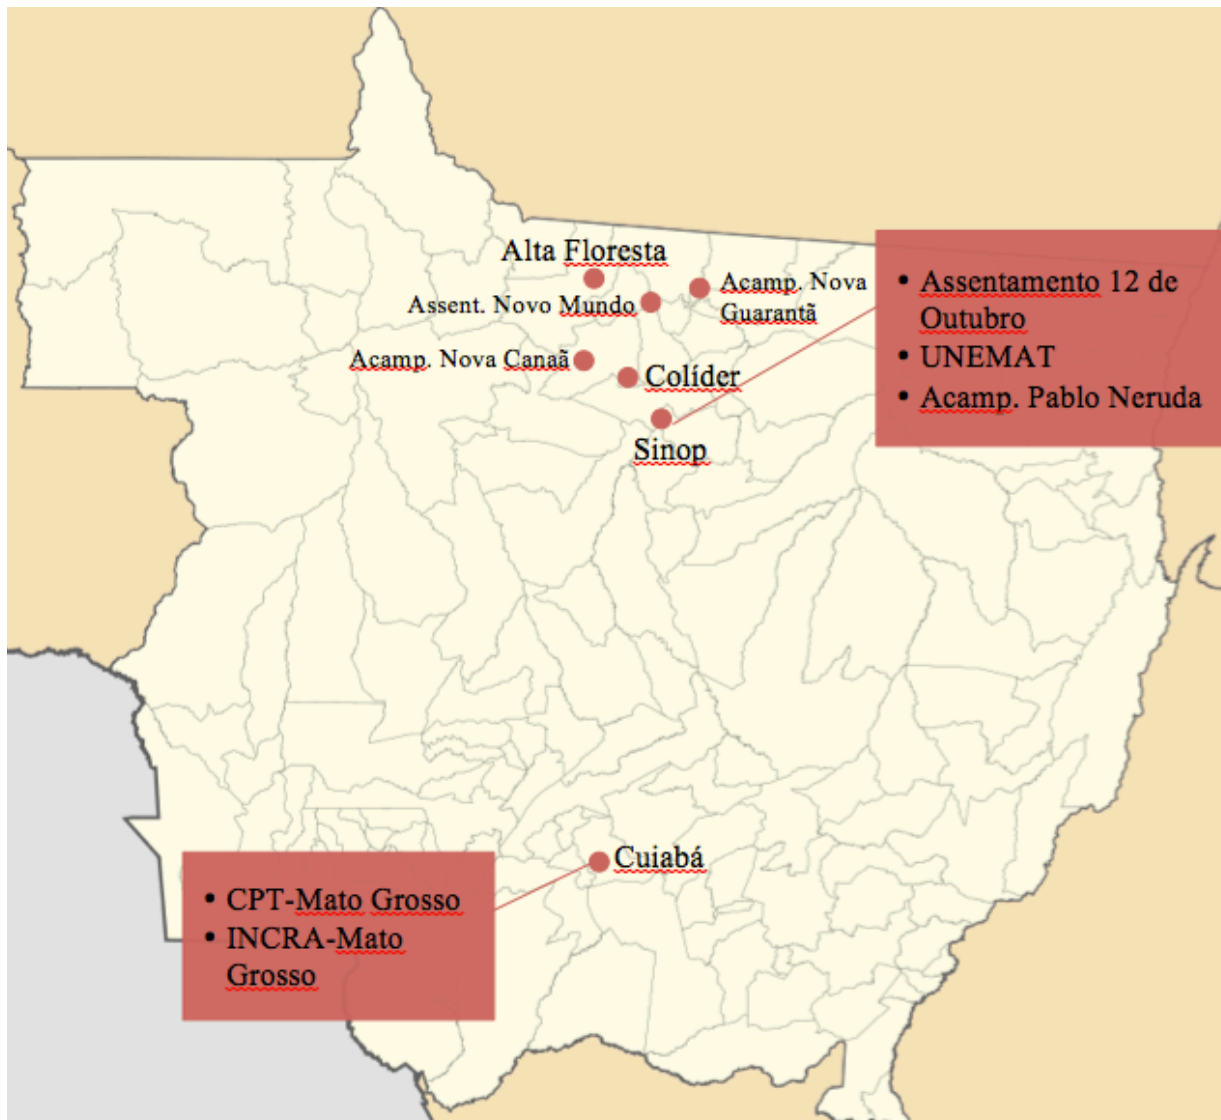 Alta Floresta
Assent. Novo Mundo
Acamp. Nova
Guarantã
Acamp. Nova Canaã
Colíder
Sinop
• Assentamento 12 de
Outubro
• UNEMAT
• Acamp. Pablo Neruda
Cuiabá
• CPT-Mato Grosso
• INCRA-Mato
Grosso